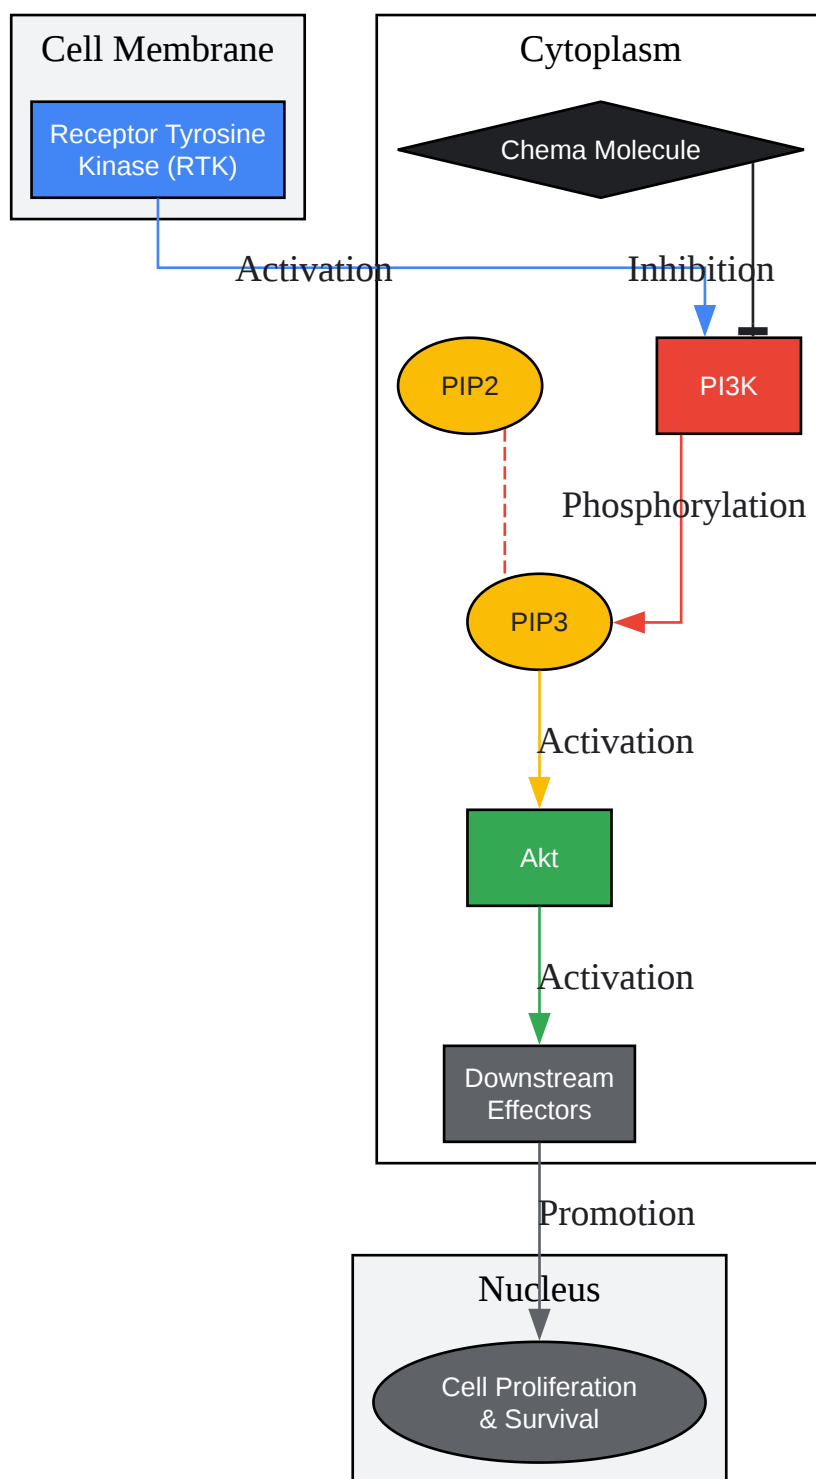 Cell Membrane
Receptor Tyrosine
Kinase (RTK)
Cytoplasm
Chema Molecule
Activation
Inhibition
PIP2
PI3K
Phosphorylation
PIP3
Activation
Akt
Activation
Downstream
Effectors
Promotion
Nucleus
Cell Proliferation
& Survival